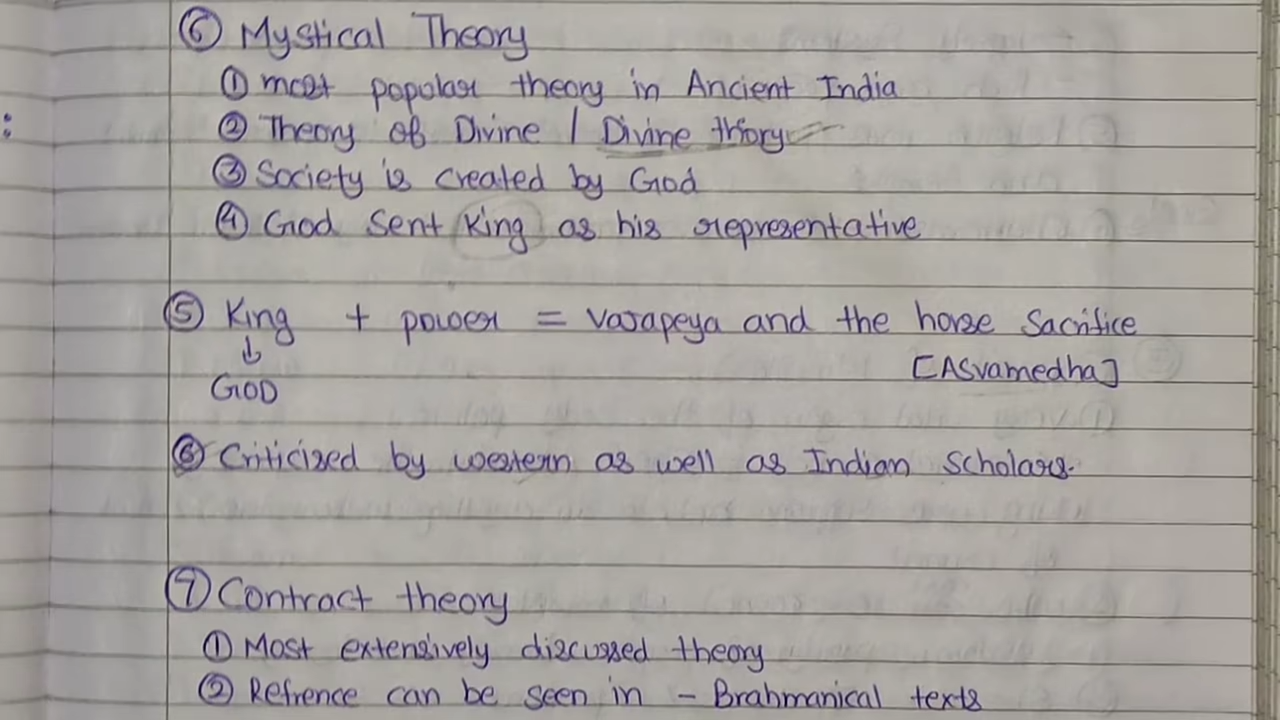 ⑥ Mystical Theory
① most popular theory in Ancient India
② Theory of Divine / Divine thiory
③ Society is created by God
④ God Sent King as his representative
⑤ King + power = vajapeya and the horse Sacrifice
↓ [ASvamedha]
GOD
⑥ Criticized by western as well as Indian Scholars.
⑦ Contract theory
① Most extensively discussed theory
② Refrence can be seen in - Brahmanical texts